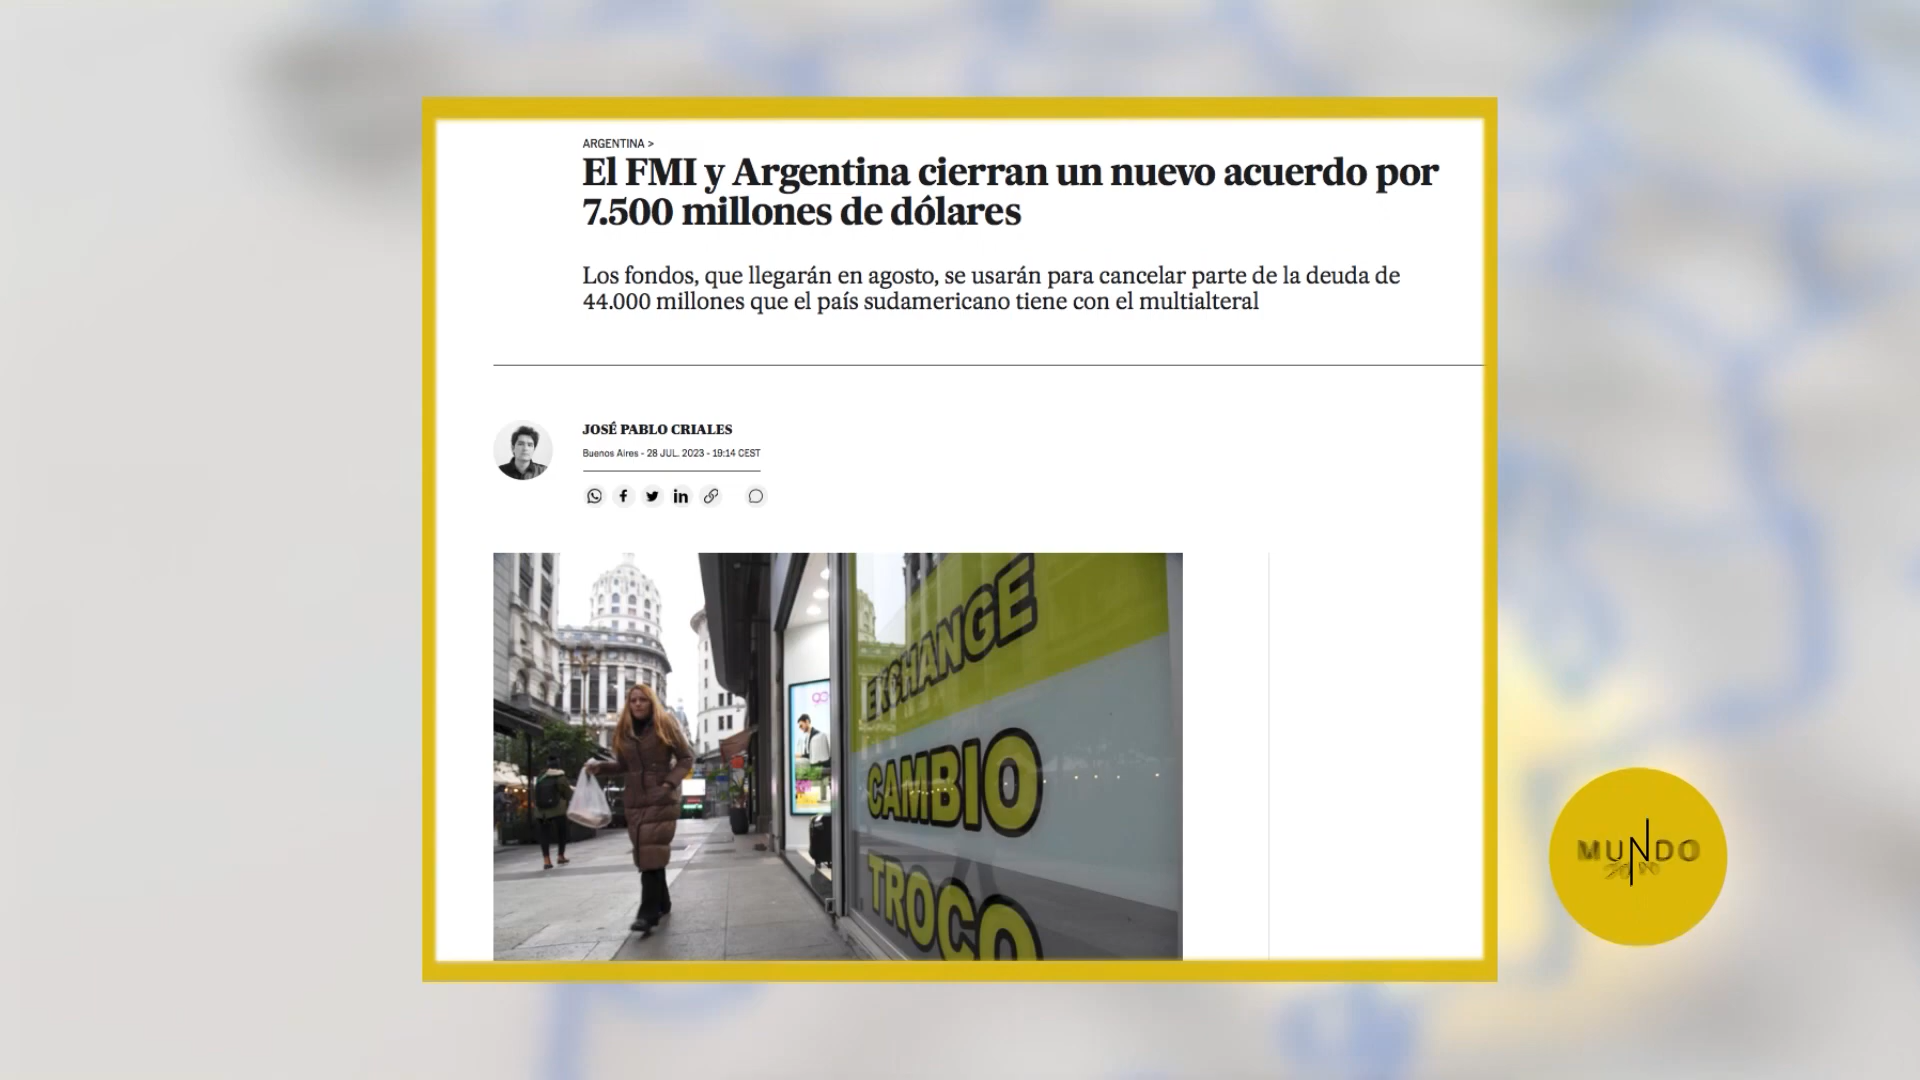 ARGENTINA >
El FMI y Argentina cierran un nuevo acuerdo por
7.500 millones de dólares
Los fondos, que llegarán en agosto, se usarán para cancelar parte de la deuda de
44.000 millones que el país sudamericano tiene con el multialteral
JOSÉ PABLO CRIALES
Buenos Aires - 28 JUL. 2023 - 19:14 CEST
in
EXCHANGE
CAMBIO
TROCO
MUNDO